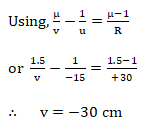 Using, μ/v − 1/u = (μ−1)/R
or 1.5/v − 1/−15 = (1.5−1)/+30
∴ v = −30 cm